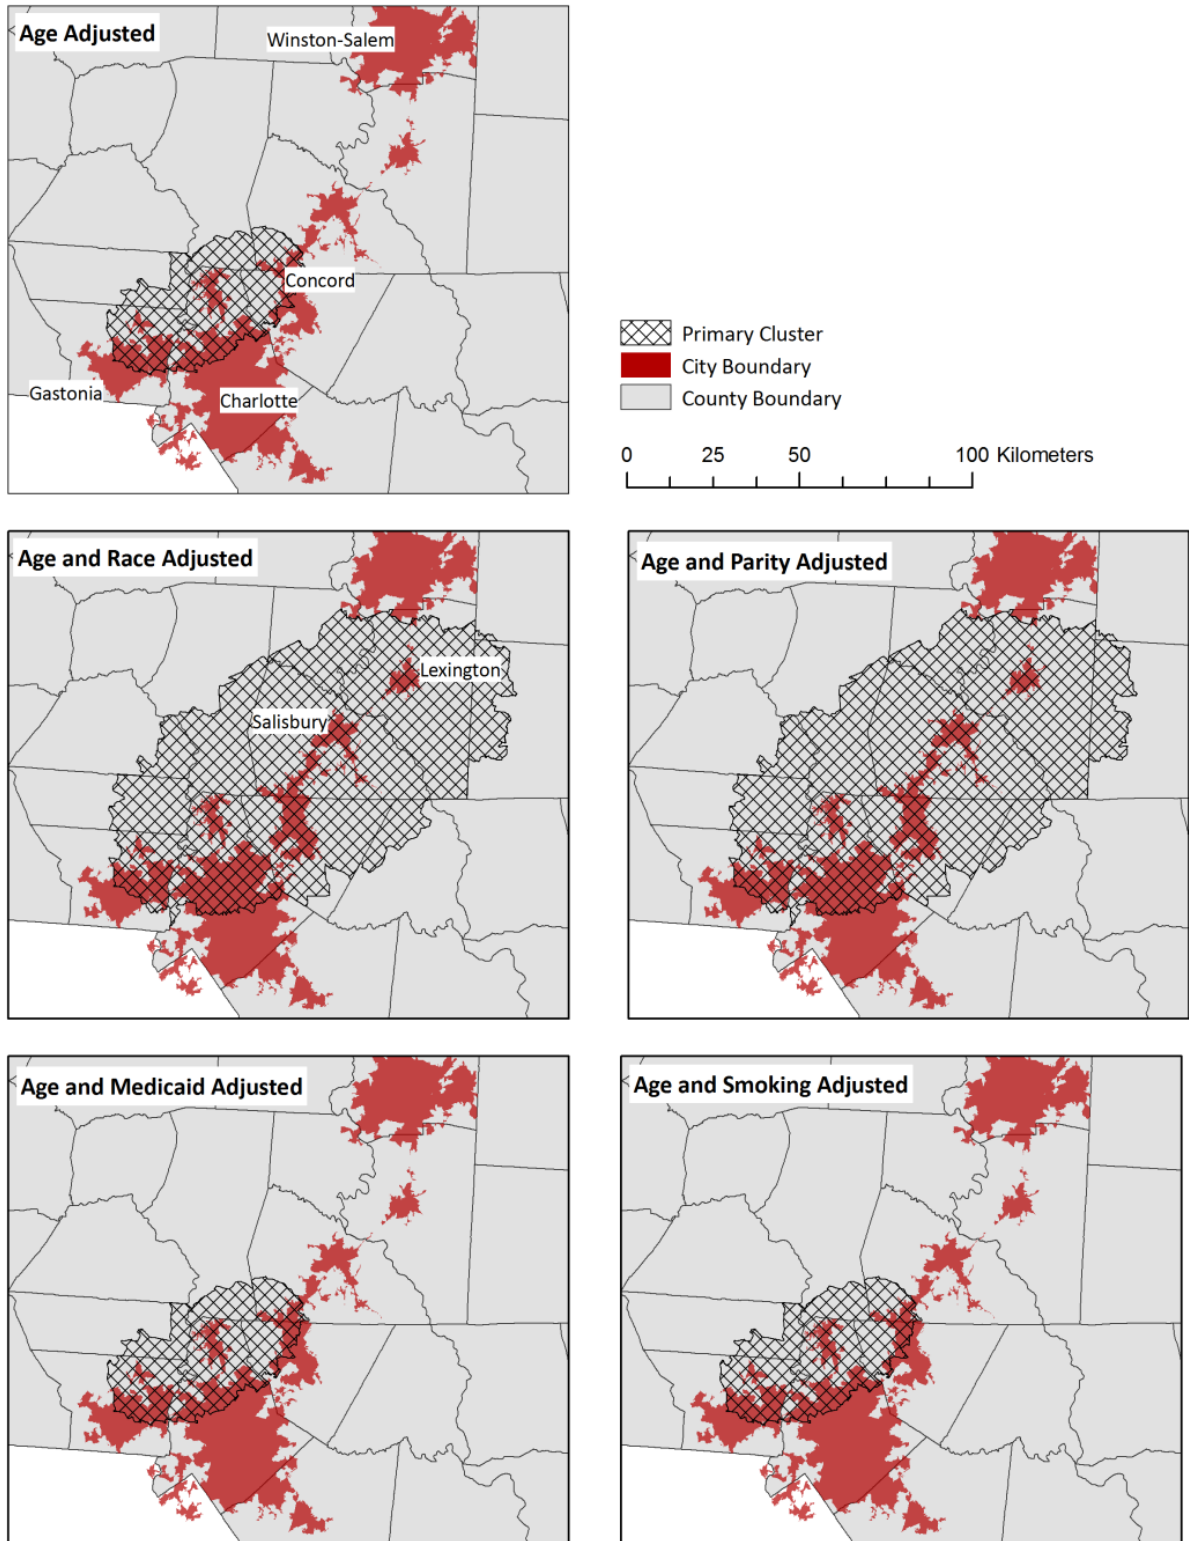 Age Adjusted
Winston-Salem
Concord
Gastonia
Charlotte
Primary Cluster
City Boundary
County Boundary
0 25 50 100 Kilometers
Age and Race Adjusted
Lexington
Salisbury
Age and Parity Adjusted
Age and Medicaid Adjusted
Age and Smoking Adjusted